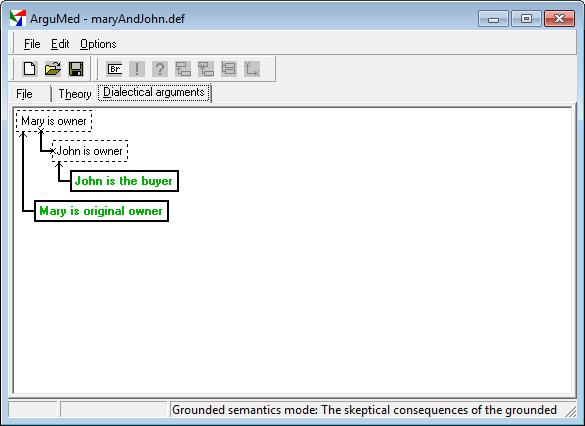 ArguMed - maryAndJohn.def
File Edit Options
Br ! ?
File Theory Dialectical arguments
Mary is owner
John is owner
John is the buyer
Mary is original owner
Grounded semantics mode: The skeptical consequences of the grounded